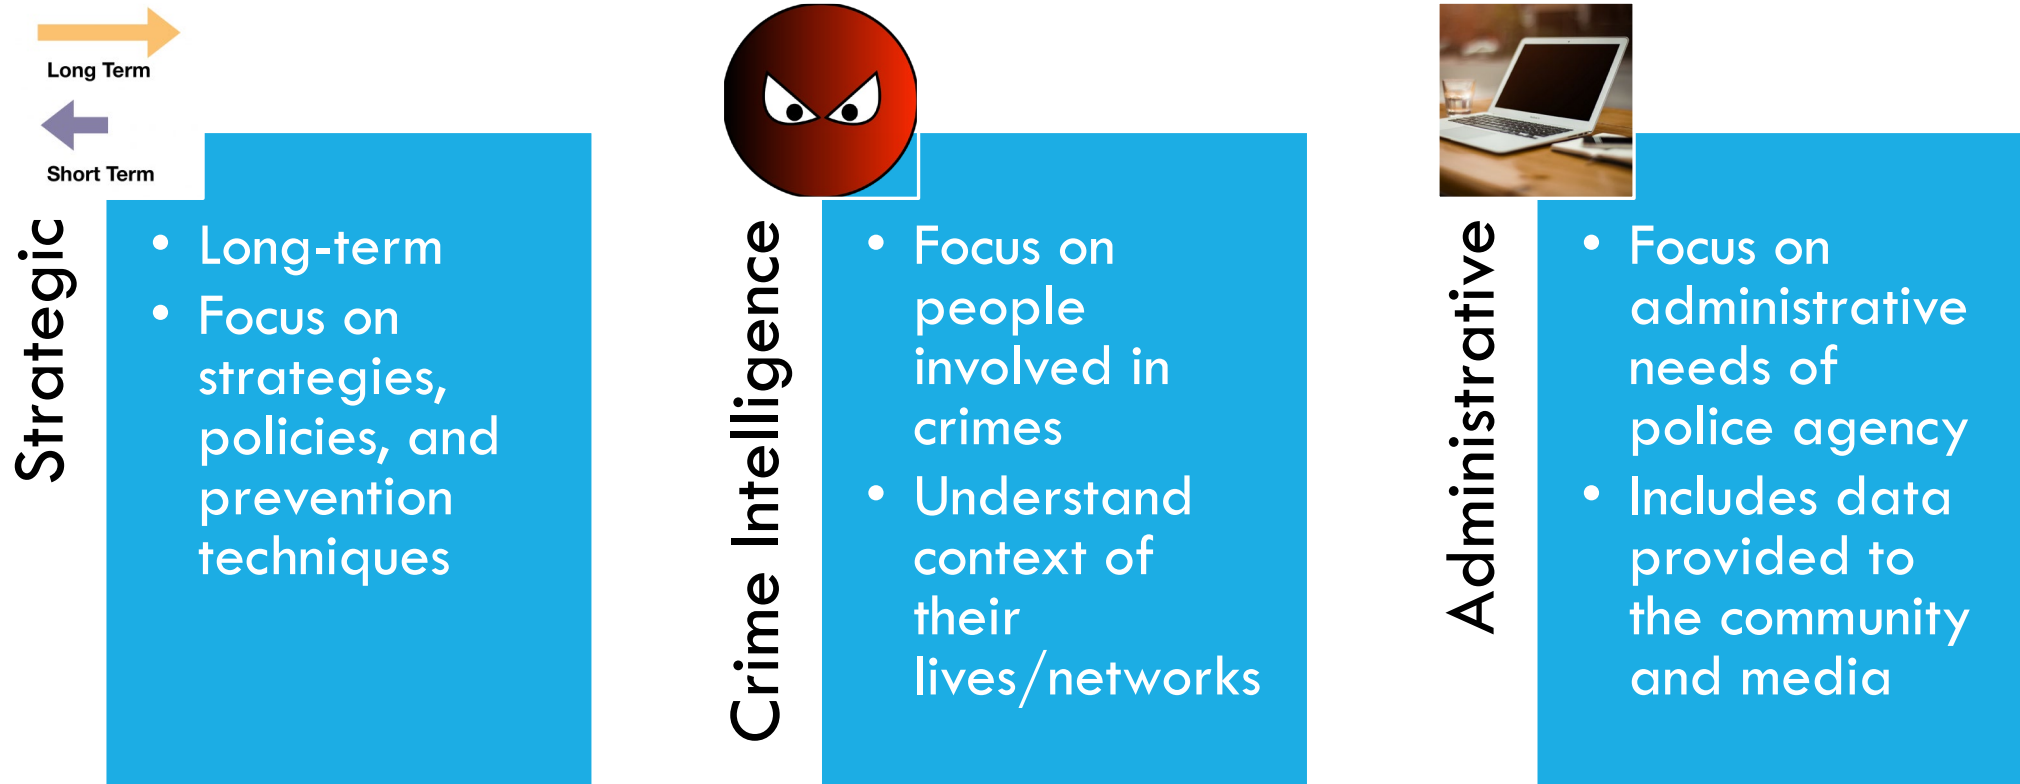 Long Term
Short Term
Strategic
• Long-term
• Focus on
strategies,
policies, and
prevention
techniques
Crime Intelligence
• Focus on
people
involved in
crimes
• Understand
context of
their
lives/networks
Administrative
• Focus on
administrative
needs of
police agency
• Includes data
provided to
the community
and media